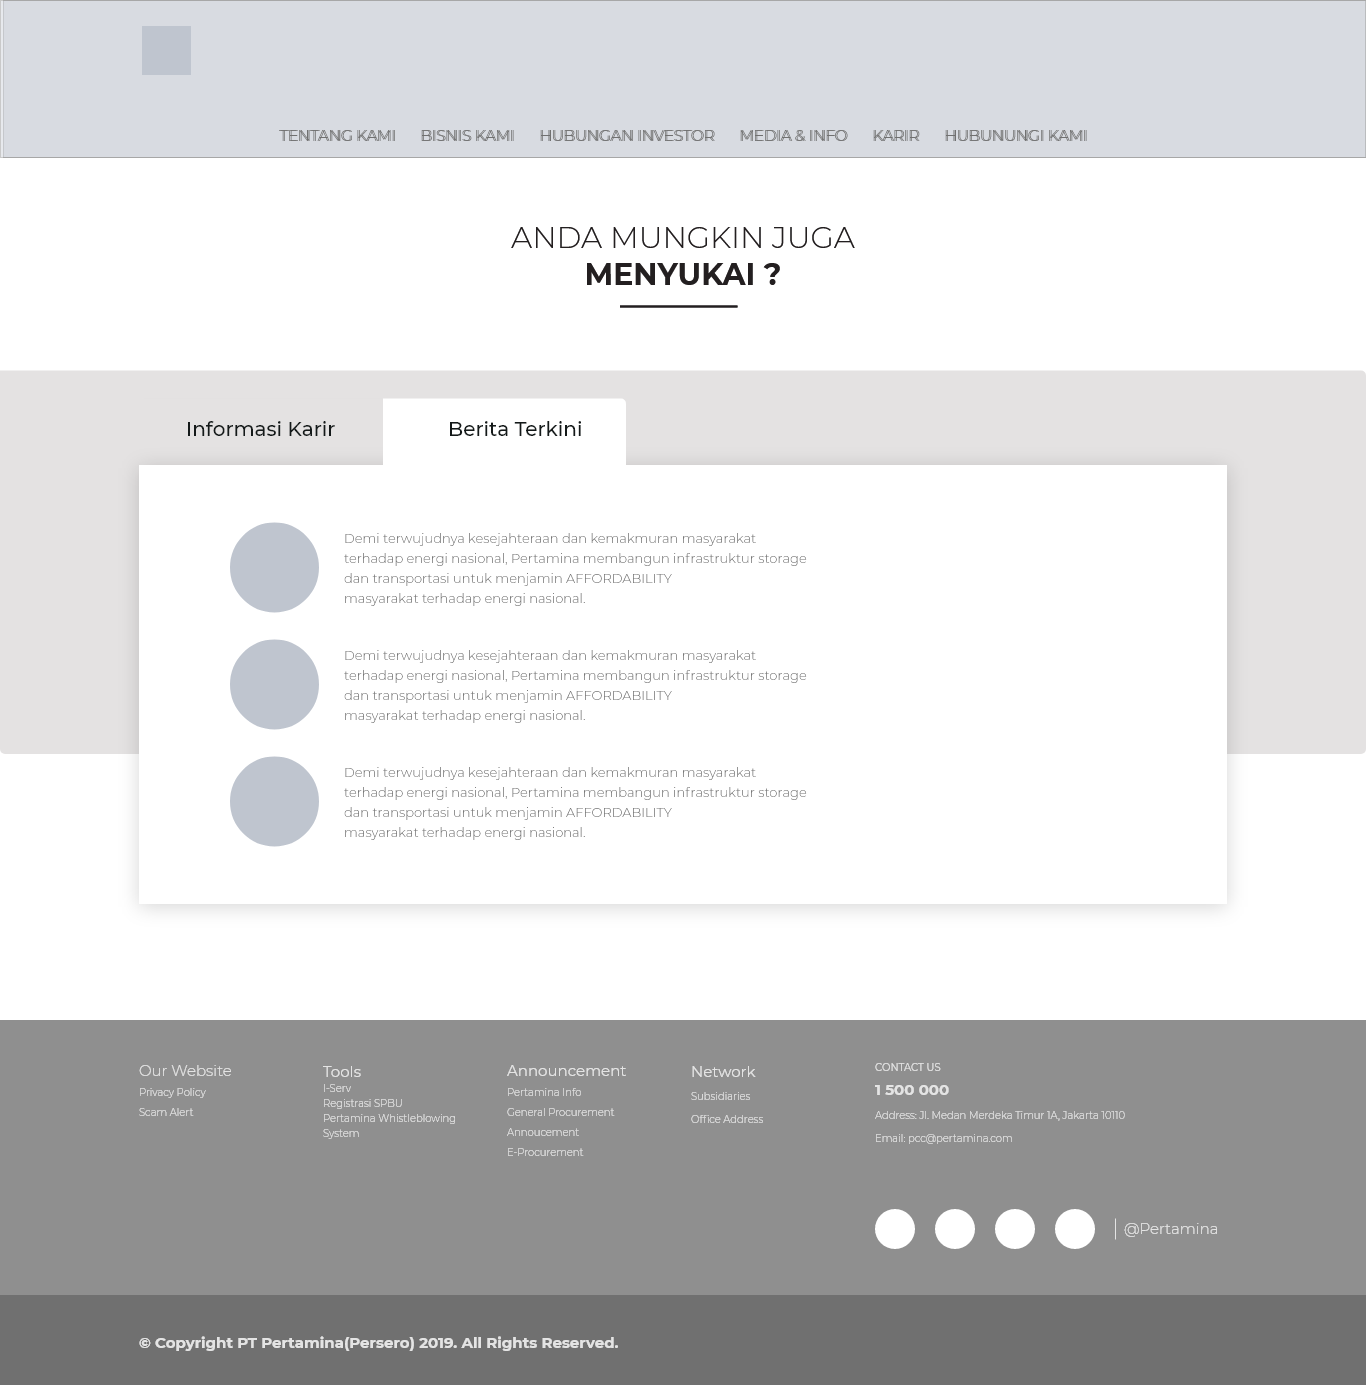 TENTANG KAMI BISNIS KAMI HUBUNGAN INVESTOR MEDIA & INFO KARIR HUBUNUNGI KAMI
ANDA MUNGKIN JUGA
MENYUKAI ?
Informasi Karir Berita Terkini
Demi terwujudnya kesejahteraan dan kemakmuran masyarakat
terhadap energi nasional, Pertamina membangun infrastruktur storage
dan transportasi untuk menjamin AFFORDABILITY
masyarakat terhadap energi nasional.
Demi terwujudnya kesejahteraan dan kemakmuran masyarakat
terhadap energi nasional, Pertamina membangun infrastruktur storage
dan transportasi untuk menjamin AFFORDABILITY
masyarakat terhadap energi nasional.
Demi terwujudnya kesejahteraan dan kemakmuran masyarakat
terhadap energi nasional, Pertamina membangun infrastruktur storage
dan transportasi untuk menjamin AFFORDABILITY
masyarakat terhadap energi nasional.
Our Website
Privacy Policy
Scam Alert
Tools
I-Serv
Registrasi SPBU
Pertamina Whistleblowing
System
Announcement
Pertamina Info
General Procurement
Annoucement
E-Procurement
Network
Subsidiaries
Office Address
CONTACT US
1 500 000
Address: Jl. Medan Merdeka Timur 1A, Jakarta 10110
Email: pcc@pertamina.com
@Pertamina
© Copyright PT Pertamina(Persero) 2019. All Rights Reserved.